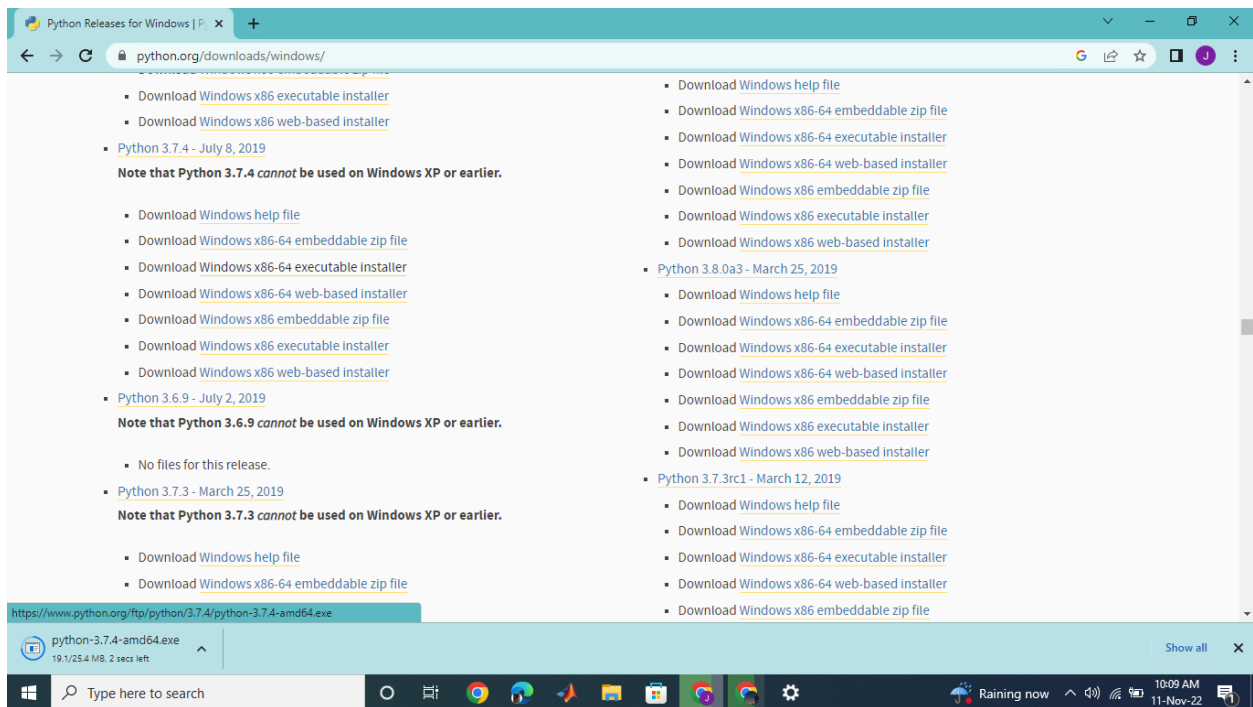 Python Releases for Windows | Py
python.org/downloads/windows/
Download Windows x86 executable installer
Download Windows x86 web-based installer
Python 3.7.4 - July 8, 2019
Note that Python 3.7.4 cannot be used on Windows XP or earlier.
Download Windows help file
Download Windows x86-64 embeddable zip file
Download Windows x86-64 executable installer
Download Windows x86-64 web-based installer
Download Windows x86 embeddable zip file
Download Windows x86 executable installer
Download Windows x86 web-based installer
Python 3.6.9 - July 2, 2019
Note that Python 3.6.9 cannot be used on Windows XP or earlier.
No files for this release.
Python 3.7.3 - March 25, 2019
Note that Python 3.7.3 cannot be used on Windows XP or earlier.
Download Windows help file
Download Windows x86-64 embeddable zip file
Download Windows help file
Download Windows x86-64 embeddable zip file
Download Windows x86-64 executable installer
Download Windows x86-64 web-based installer
Download Windows x86 embeddable zip file
Download Windows x86 executable installer
Download Windows x86 web-based installer
Python 3.8.0a3 - March 25, 2019
Download Windows help file
Download Windows x86-64 embeddable zip file
Download Windows x86-64 executable installer
Download Windows x86-64 web-based installer
Download Windows x86 embeddable zip file
Download Windows x86 executable installer
Download Windows x86 web-based installer
Python 3.7.3rc1 - March 12, 2019
Download Windows help file
Download Windows x86-64 embeddable zip file
Download Windows x86-64 executable installer
Download Windows x86-64 web-based installer
Download Windows x86 embeddable zip file
https://www.python.org/ftp/python/3.7.4/python-3.7.4-amd64.exe
python-3.7.4-amd64.exe
19.1/25.4 MB, 2 secs left
Show all
Type here to search
Raining now
10:09 AM
11-Nov-22